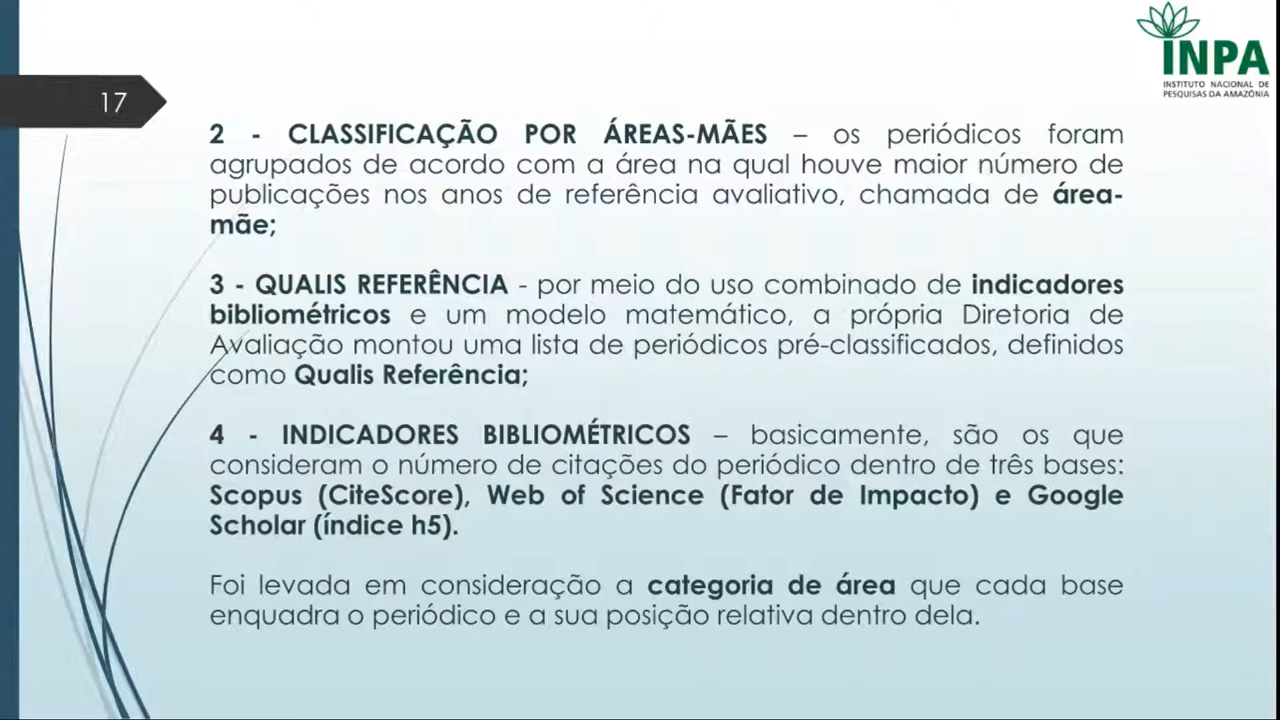 INPA
INSTITUTO NACIONAL DE
PESQUISAS DA AMAZÔNIA
17
2 - CLASSIFICAÇÃO POR ÁREAS-MÃES – os periódicos foram
agrupados de acordo com a área na qual houve maior número de
publicações nos anos de referência avaliativo, chamada de área-
mãe;
3 - QUALIS REFERÊNCIA - por meio do uso combinado de indicadores
bibliométricos e um modelo matemático, a própria Diretoria de
Avaliação montou uma lista de periódicos pré-classificados, definidos
como Qualis Referência;
4 - INDICADORES BIBLIOMÉTRICOS – basicamente, são os que
consideram o número de citações do periódico dentro de três bases:
Scopus (CiteScore), Web of Science (Fator de Impacto) e Google
Scholar (índice h5).
Foi levada em consideração a categoria de área que cada base
enquadra o periódico e a sua posição relativa dentro dela.